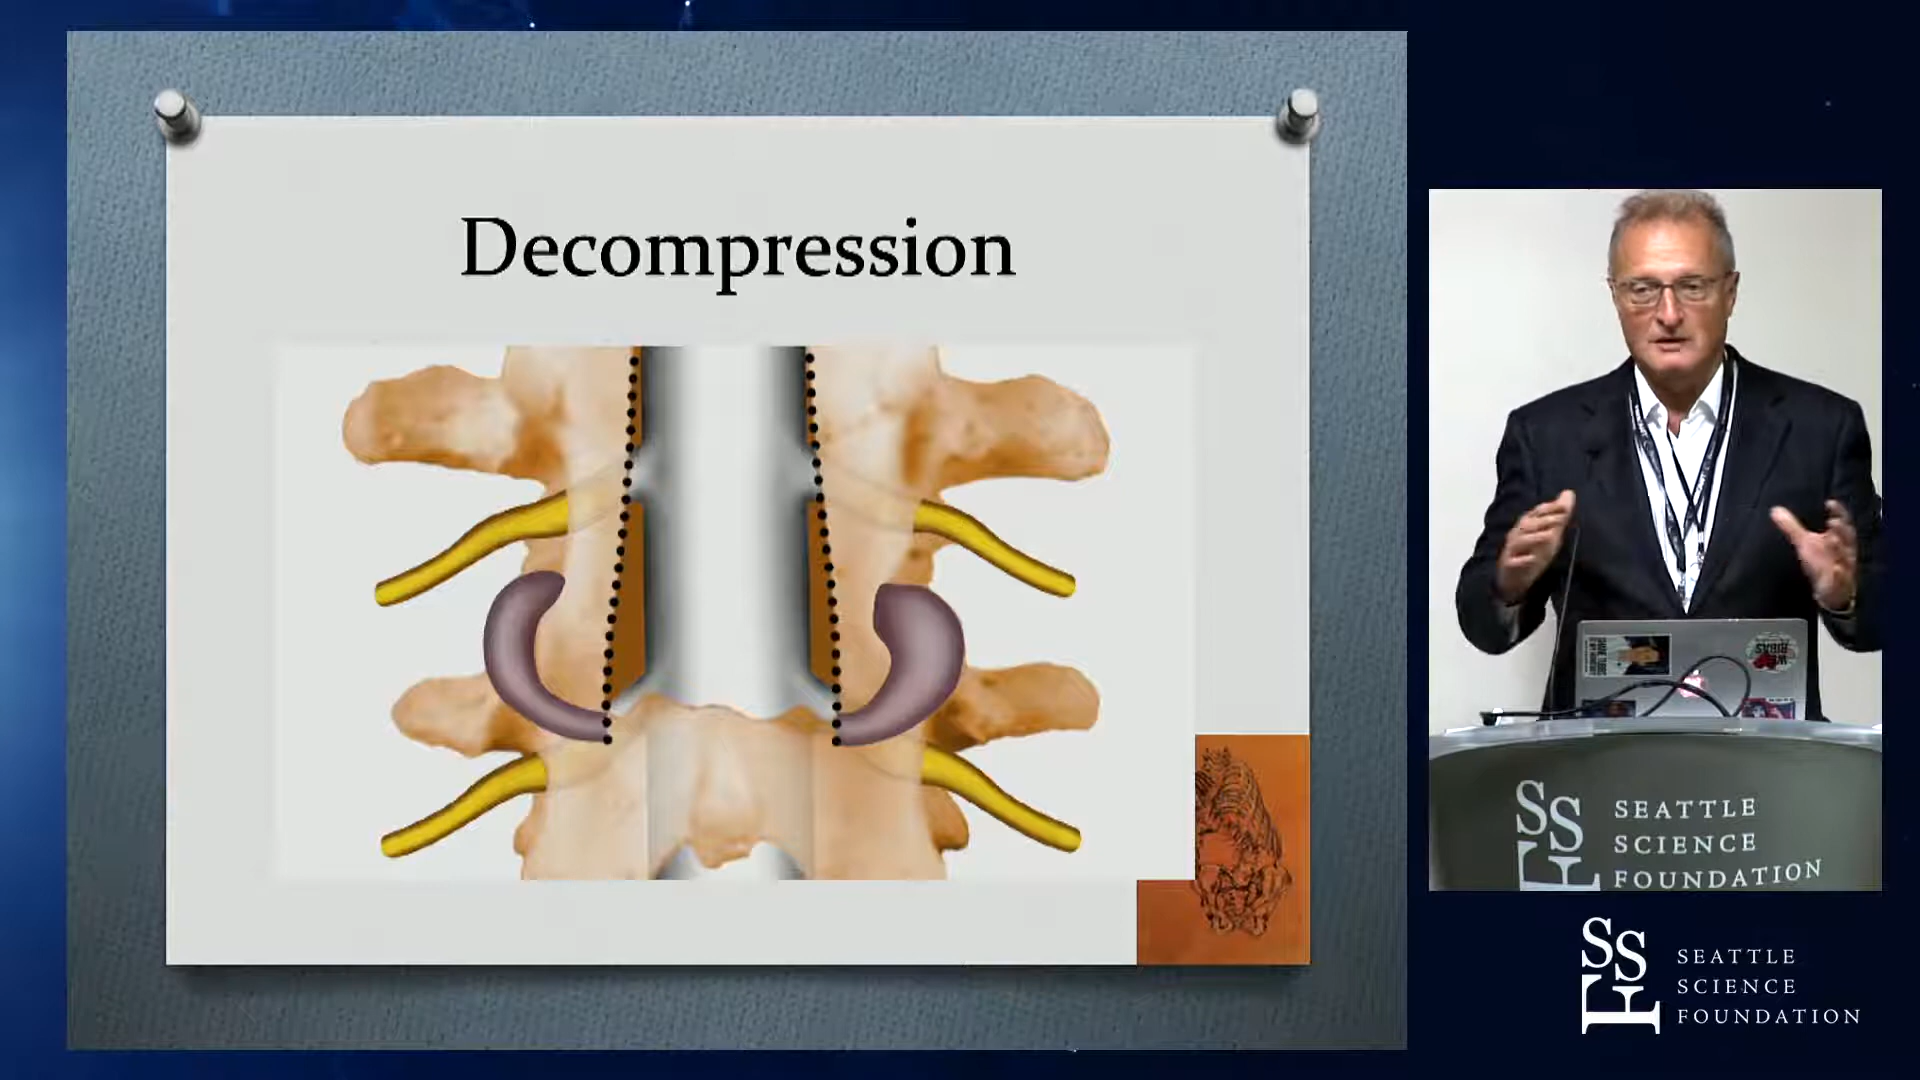 Decompression
SEATTLE
SCIENCE
FOUNDATION
SEATTLE
SCIENCE
FOUNDATION